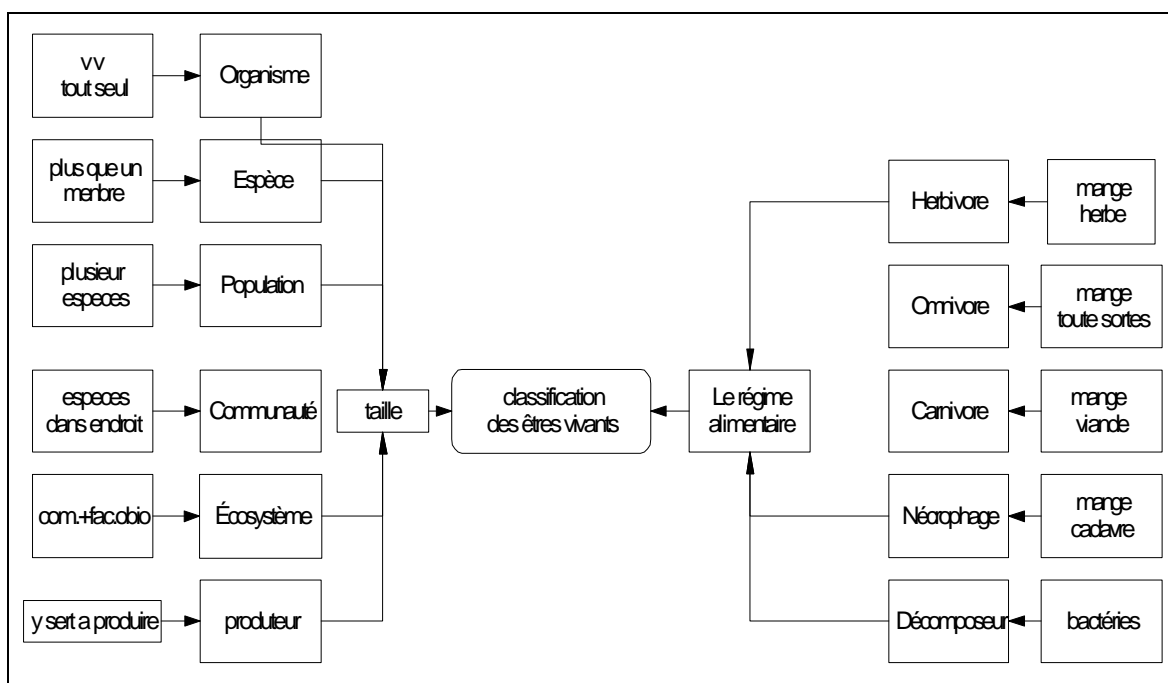 v v
tout seul
Organisme
plus que un
menbre
Espèce
plusieur
especes
Population
especes
dans endroit
Communauté
com.+fac.obio
Écosystème
y sert a produire
produteur
taille
classification
des êtres vivants
Le régime
alimentaire
Herbivore
mange
herbe
Omnivore
mange
toute sortes
Carnivore
mange
viande
Nécrophage
mange
cadavre
Décomposeur
bactéries